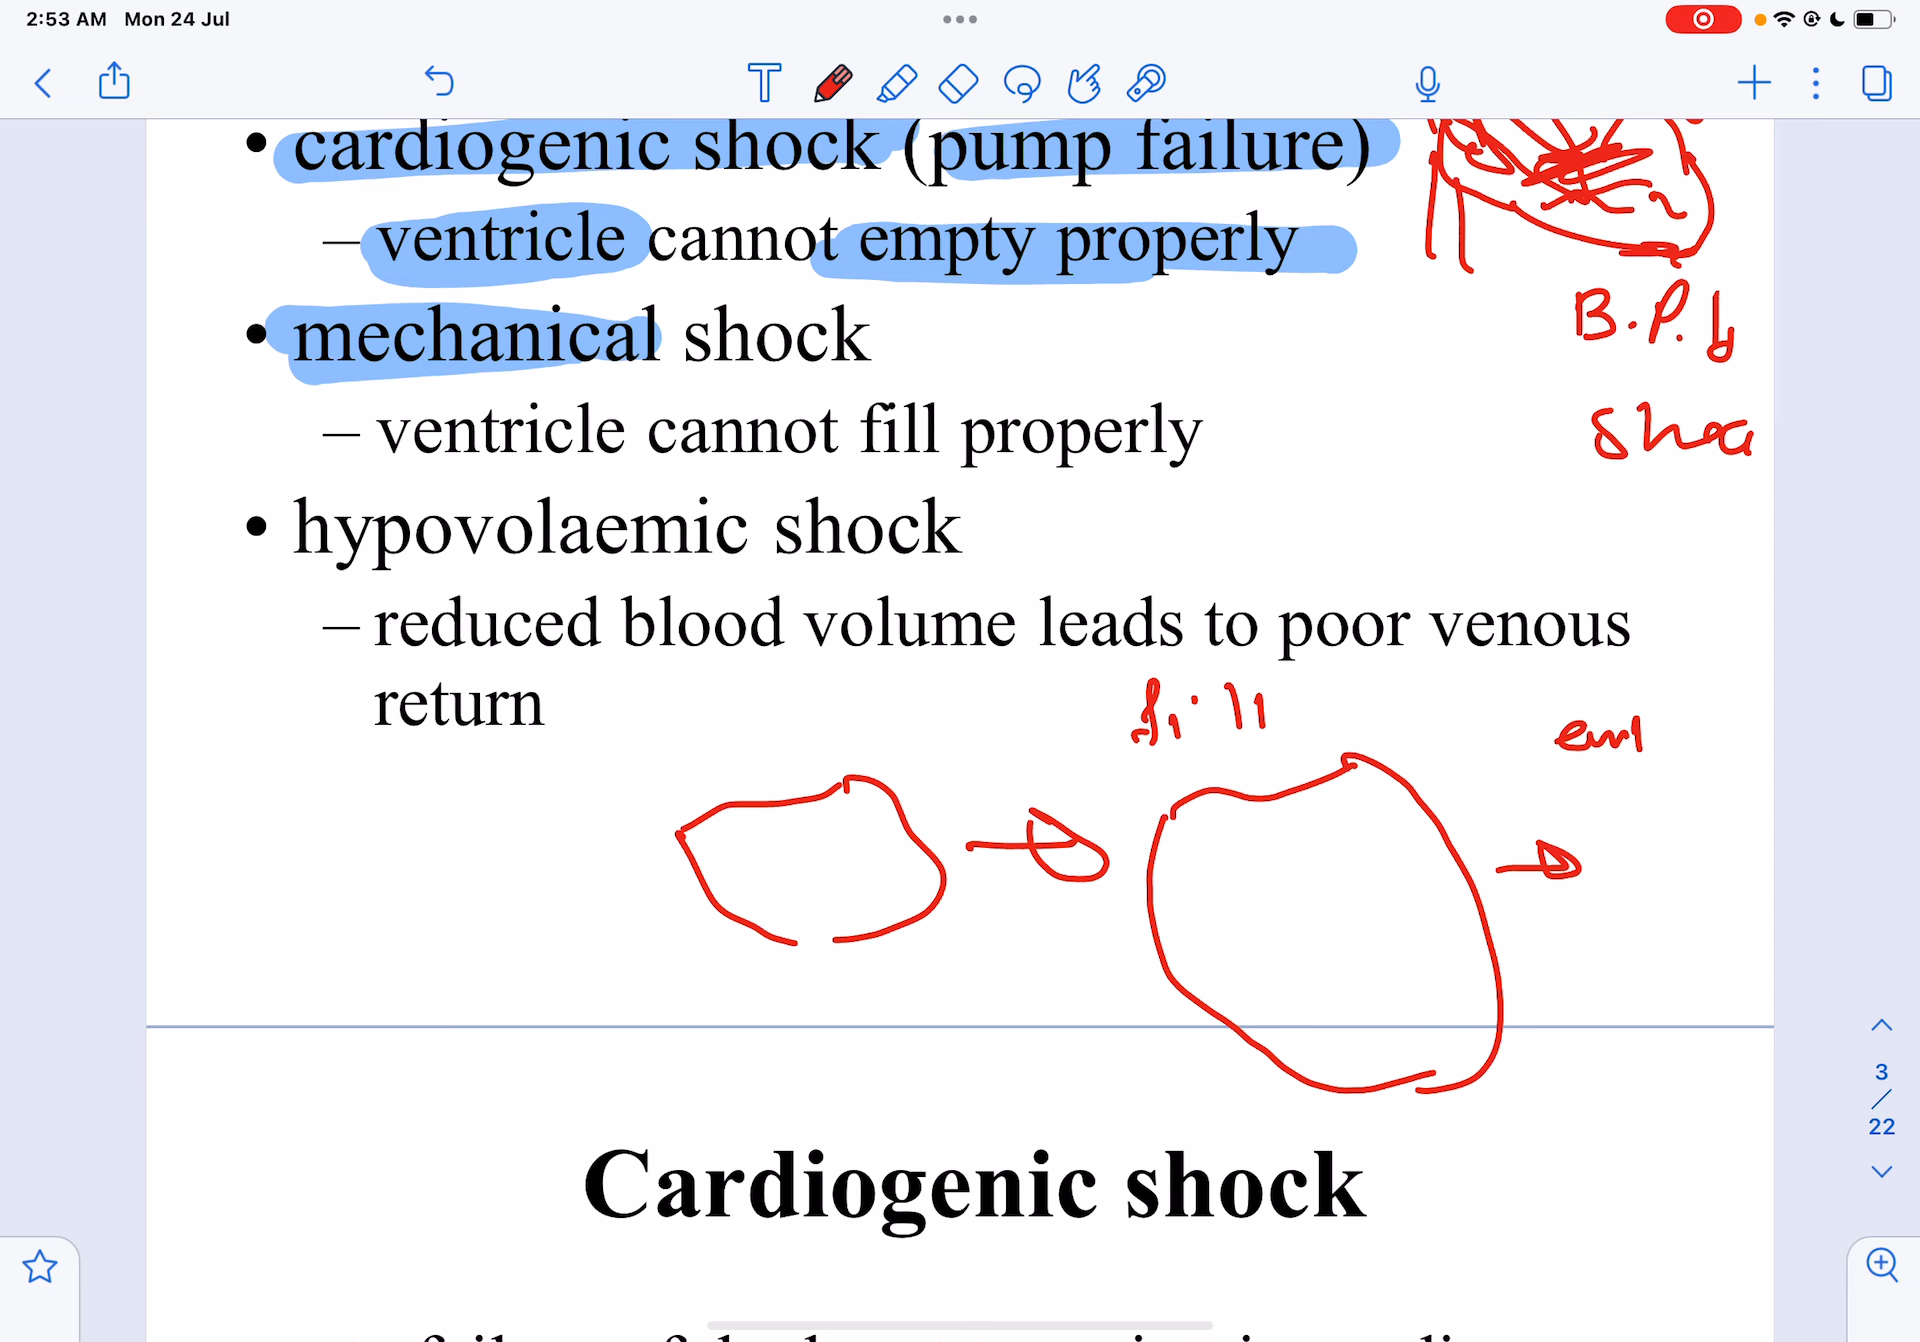 2:53 AM Mon 24 Jul
• cardiogenic shock (pump failure)
– ventricle cannot empty properly
B.P.
• mechanical shock
– ventricle cannot fill properly
• hypovolaemic shock
– reduced blood volume leads to poor venous
return
fill
3
/
22
Cardiogenic shock